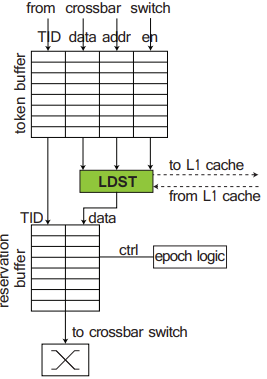 from crossbar switch
TID data addr en
token buffer
LDST
to L1 cache
from L1 cache
TID data
reservation
buffer
ctrl
epoch logic
to crossbar switch